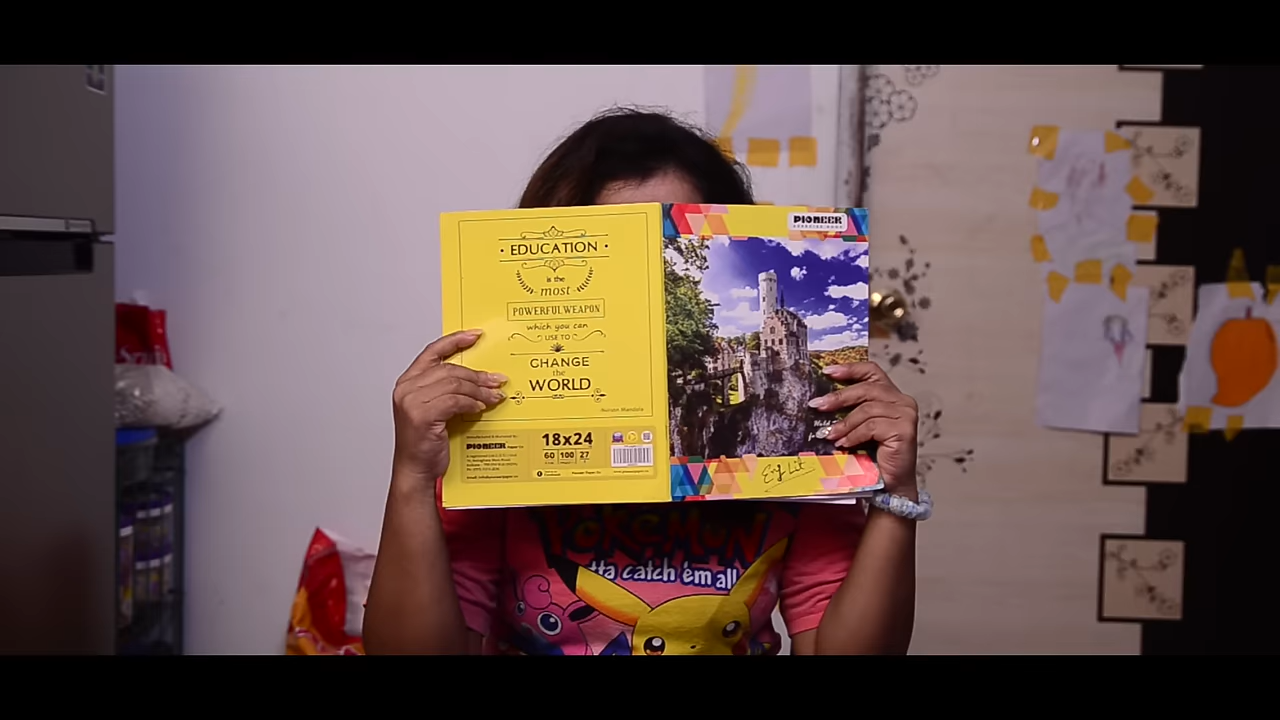 • EDUCATION •
is the
most
POWERFUL WEAPON
which you can
USE TO
CHANGE
the
WORLD
PIONEER
18x24
60 100 27
PIONEER
Eng Lit
POKÉMON
tta catch 'em all